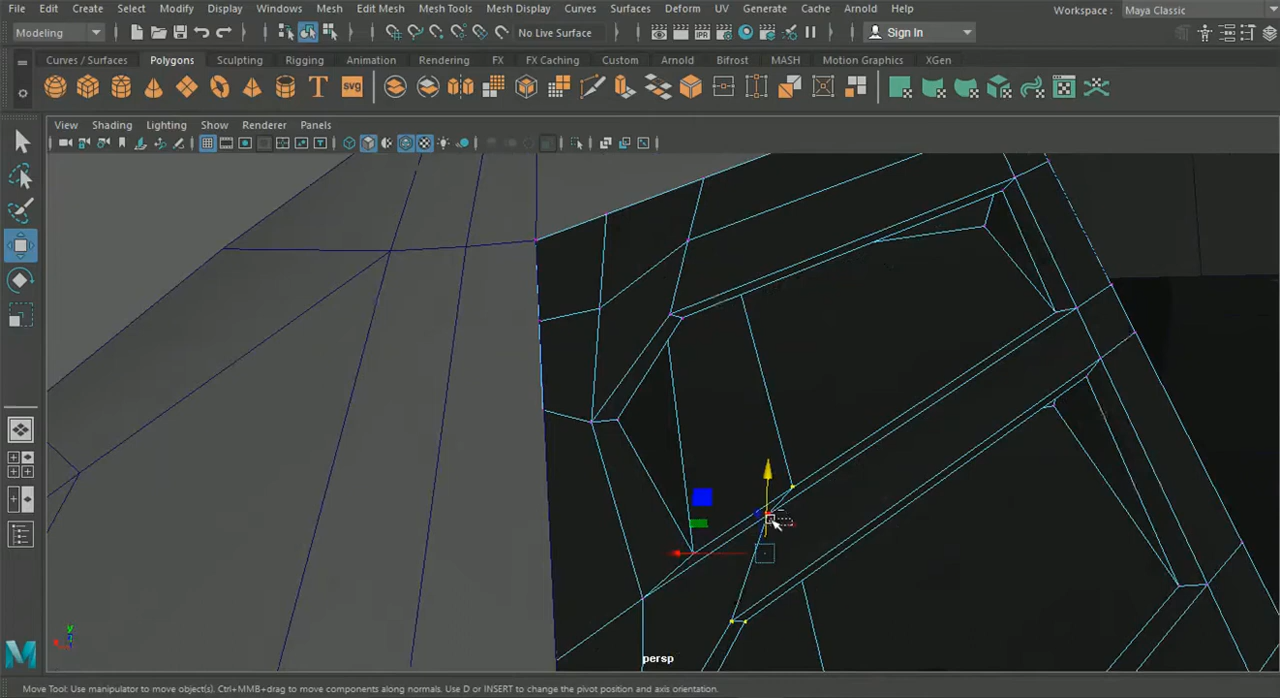 File Edit Create Select Modify Display Windows Mesh Edit Mesh Mesh Tools Mesh Display Curves Surfaces Deform UV Generate Cache Arnold Help Workspace : Maya Classic
Modeling No Live Surface Sign In
Curves / Surfaces Polygons Sculpting Rigging Animation Rendering FX FX Caching Custom Arnold Bifrost MASH Motion Graphics XGen
T SVG
View Shading Lighting Show Renderer Panels
y
persp
M
Move Tool: Use manipulator to move object(s). Ctrl+MMB+drag to move components along normals. Use D or INSERT to change the pivot position and axis orientation.